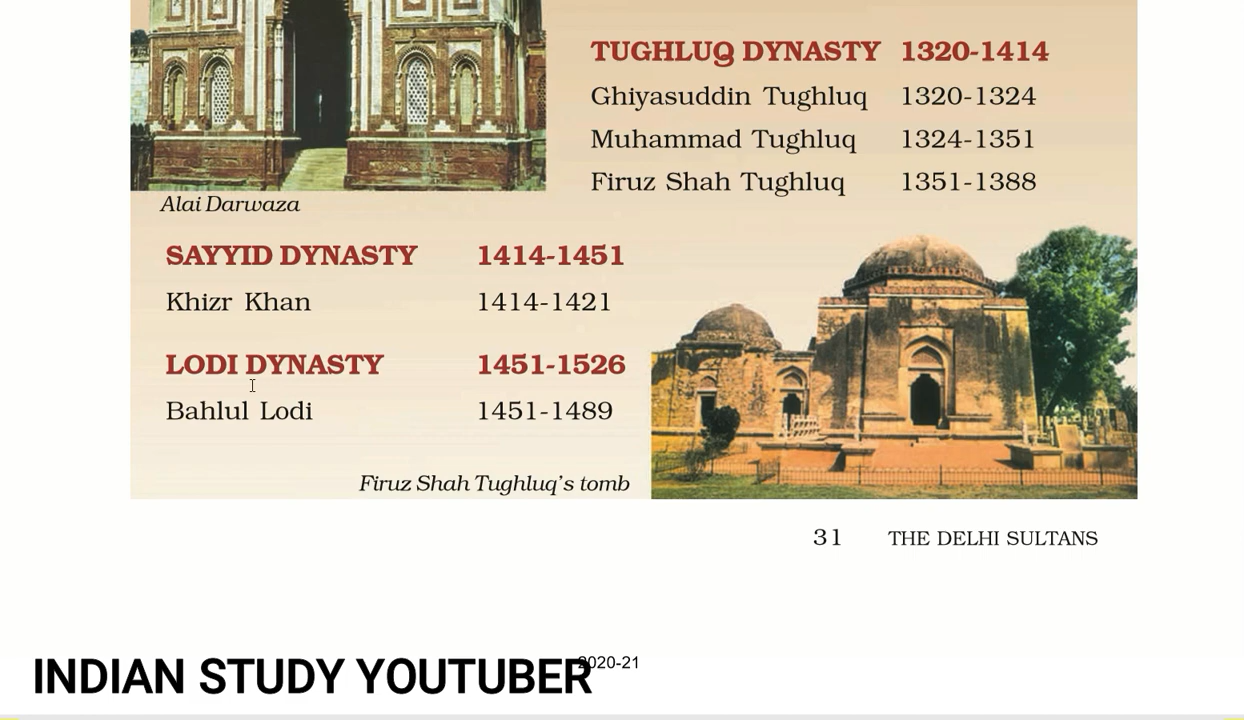 TUGHLUQ DYNASTY 1320-1414
Ghiyasuddin Tughluq 1320-1324
Muhammad Tughluq 1324-1351
Firuz Shah Tughluq 1351-1388
Alai Darwaza
SAYYID DYNASTY 1414-1451
Khizr Khan 1414-1421
LODI DYNASTY 1451-1526
Bahlul Lodi 1451-1489
Firuz Shah Tughluq's tomb
31 THE DELHI SULTANS
2020-21
INDIAN STUDY YOUTUBER